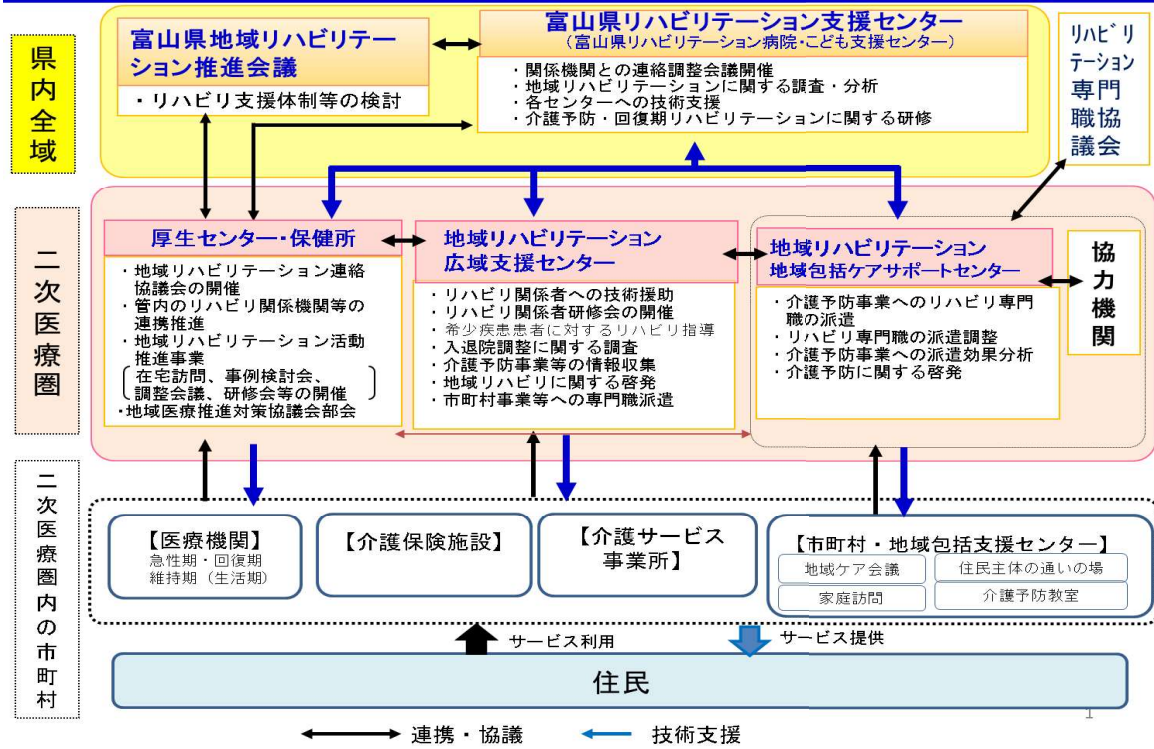 県内全域
富山県地域リハビリテー
ション推進会議
・リハビリ支援体制等の検討
富山県リハビリテーション支援センター
（富山県リハビリテーション病院・こども支援センター）
・関係機関との連絡調整会議開催
・地域リハビリテーションに関する調査・分析
・各センターへの技術支援
・介護予防・回復期リハビリテーションに関する研修
リハビリ
テーション
専門
職協
議会
二次医療圏
厚生センター・保健所
・地域リハビリテーション連絡
協議会の開催
・管内のリハビリ関係機関等の
連携推進
・地域リハビリテーション活動
推進事業
在宅訪問、事例検討会、
調整会議、研修会等の開催
・地域医療推進対策協議会部会
地域リハビリテーション
広域支援センター
・リハビリ関係者への技術援助
・リハビリ関係者研修会の開催
・希少疾患患者に対するリハビリ指導
・入退院調整に関する調査
・介護予防事業等の情報収集
・地域リハビリに関する啓発
・市町村事業等への専門職派遣
地域リハビリテーション
地域包括ケアサポートセンター
・介護予防事業へのリハビリ専門
職の派遣
・リハビリ専門職の派遣調整
・介護予防事業への派遣効果分析
・介護予防に関する啓発
協力機関
二次医療圏内の市町村
【医療機関】
急性期・回復期
維持期（生活期）
【介護保険施設】
【介護サービス
事業所】
【市町村・地域包括支援センター】
地域ケア会議
住民主体の通いの場
家庭訪問
介護予防教室
サービス利用
サービス提供
住民
1
連携・協議
技術支援